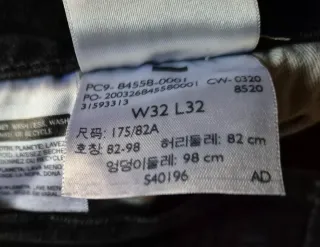 PC9- 84558-0061 CW-0320
PO- 200326845580001 8520
31593313
W32 L32
尺码: 175/82A
호칭: 82-98 허리둘레: 82 cm
엉덩이둘레: 98 cm
S40196 AD